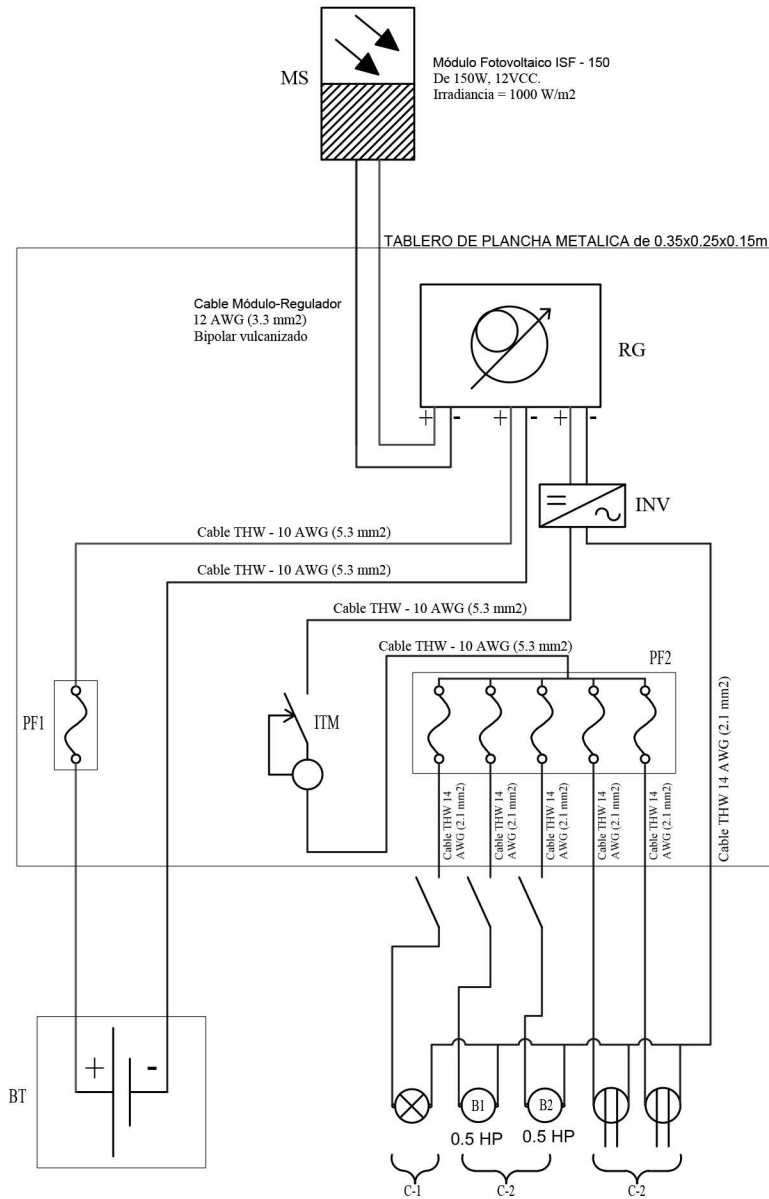 MS
Módulo Fotovoltaico ISF - 150
De 150W, 12VCC.
Irradiancia = 1000 W/m2
TABLERO DE PLANCHA METALICA de 0.35x0.25x0.15m
Cable Módulo-Regulador
12 AWG (3.3 mm2)
Bipolar vulcanizado
RG
+ - + - + -
INV
Cable THW - 10 AWG (5.3 mm2)
Cable THW - 10 AWG (5.3 mm2)
Cable THW - 10 AWG (5.3 mm2)
Cable THW - 10 AWG (5.3 mm2)
PF2
PF1
ITM
Cable THW 14 AWG (2.1 mm2)
Cable THW 14
AWG (2.1 mm2)
Cable THW 14
AWG (2.1 mm2)
Cable THW 14
AWG (2.1 mm2)
Cable THW 14
AWG (2.1 mm2)
Cable THW 14
AWG (2.1 mm2)
BT
+ -
B1
B2
0.5 HP
0.5 HP
C-1
C-2
C-2